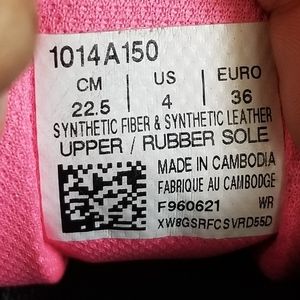 1014A150
CM US EURO
22.5 4 36
SYNTHETIC FIBER & SYNTHETIC LEATHER
UPPER / RUBBER SOLE
MADE IN CAMBODIA
FABRIQUE AU CAMBODGE
F960621 WR
XW8GSRFCSVRD55D